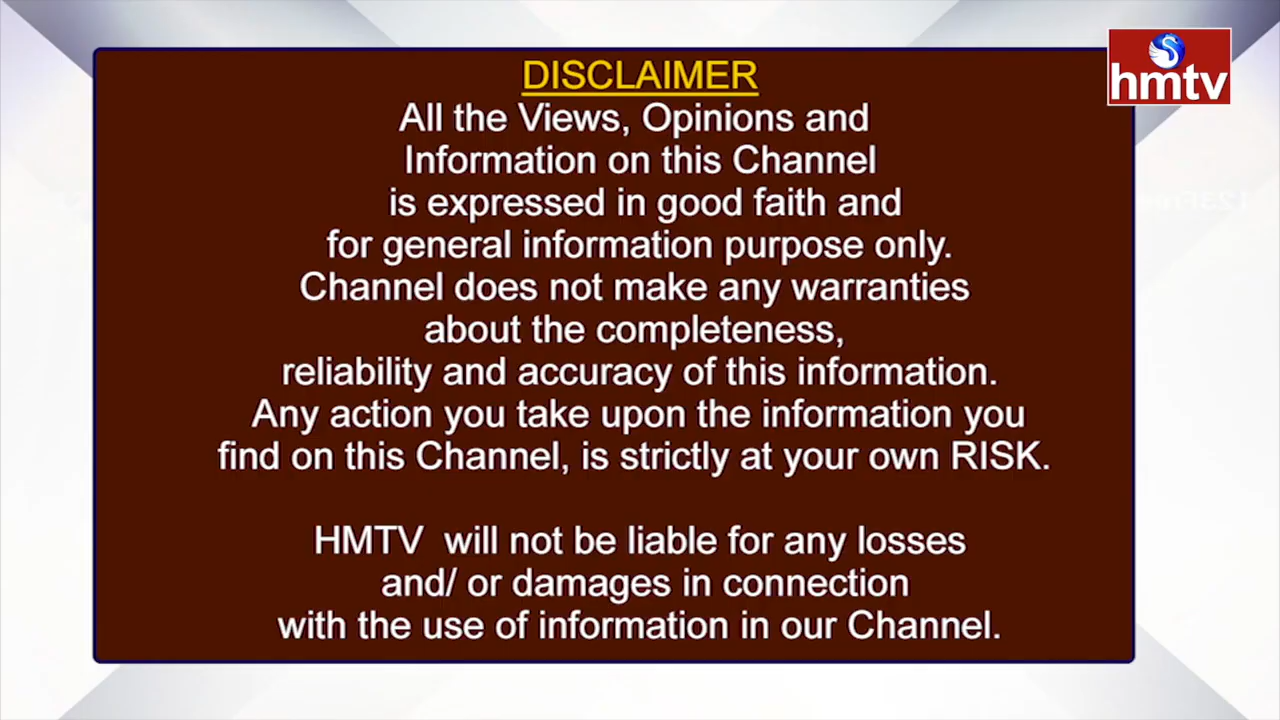 DISCLAIMER
hmtv
All the Views, Opinions and
Information on this Channel
is expressed in good faith and
for general information purpose only.
Channel does not make any warranties
about the completeness,
reliability and accuracy of this information.
Any action you take upon the information you
find on this Channel, is strictly at your own RISK.
HMTV will not be liable for any losses
and/ or damages in connection
with the use of information in our Channel.